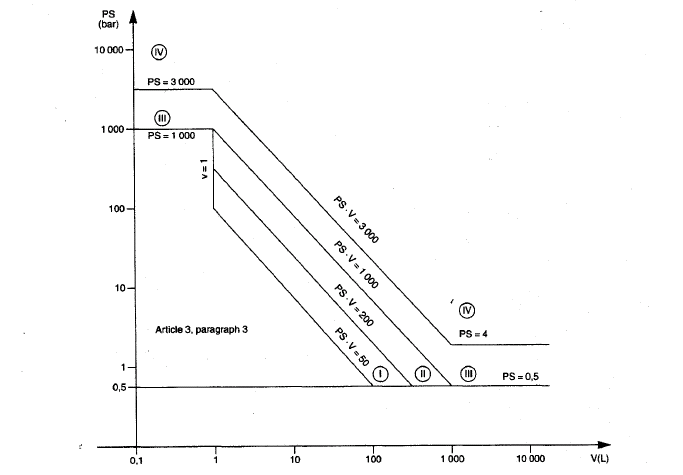 PS
(bar)
10 000
IV
PS = 3 000
III
1 000
PS = 1 000
v = 1
100
PS · V = 3 000
PS · V = 1 000
10
PS · V = 200
IV
PS = 4
Article 3, paragraph 3
PS · V = 50
1
I
II
III
PS = 0,5
0,5
0,1
1
10
100
1 000
10 000
V(L)